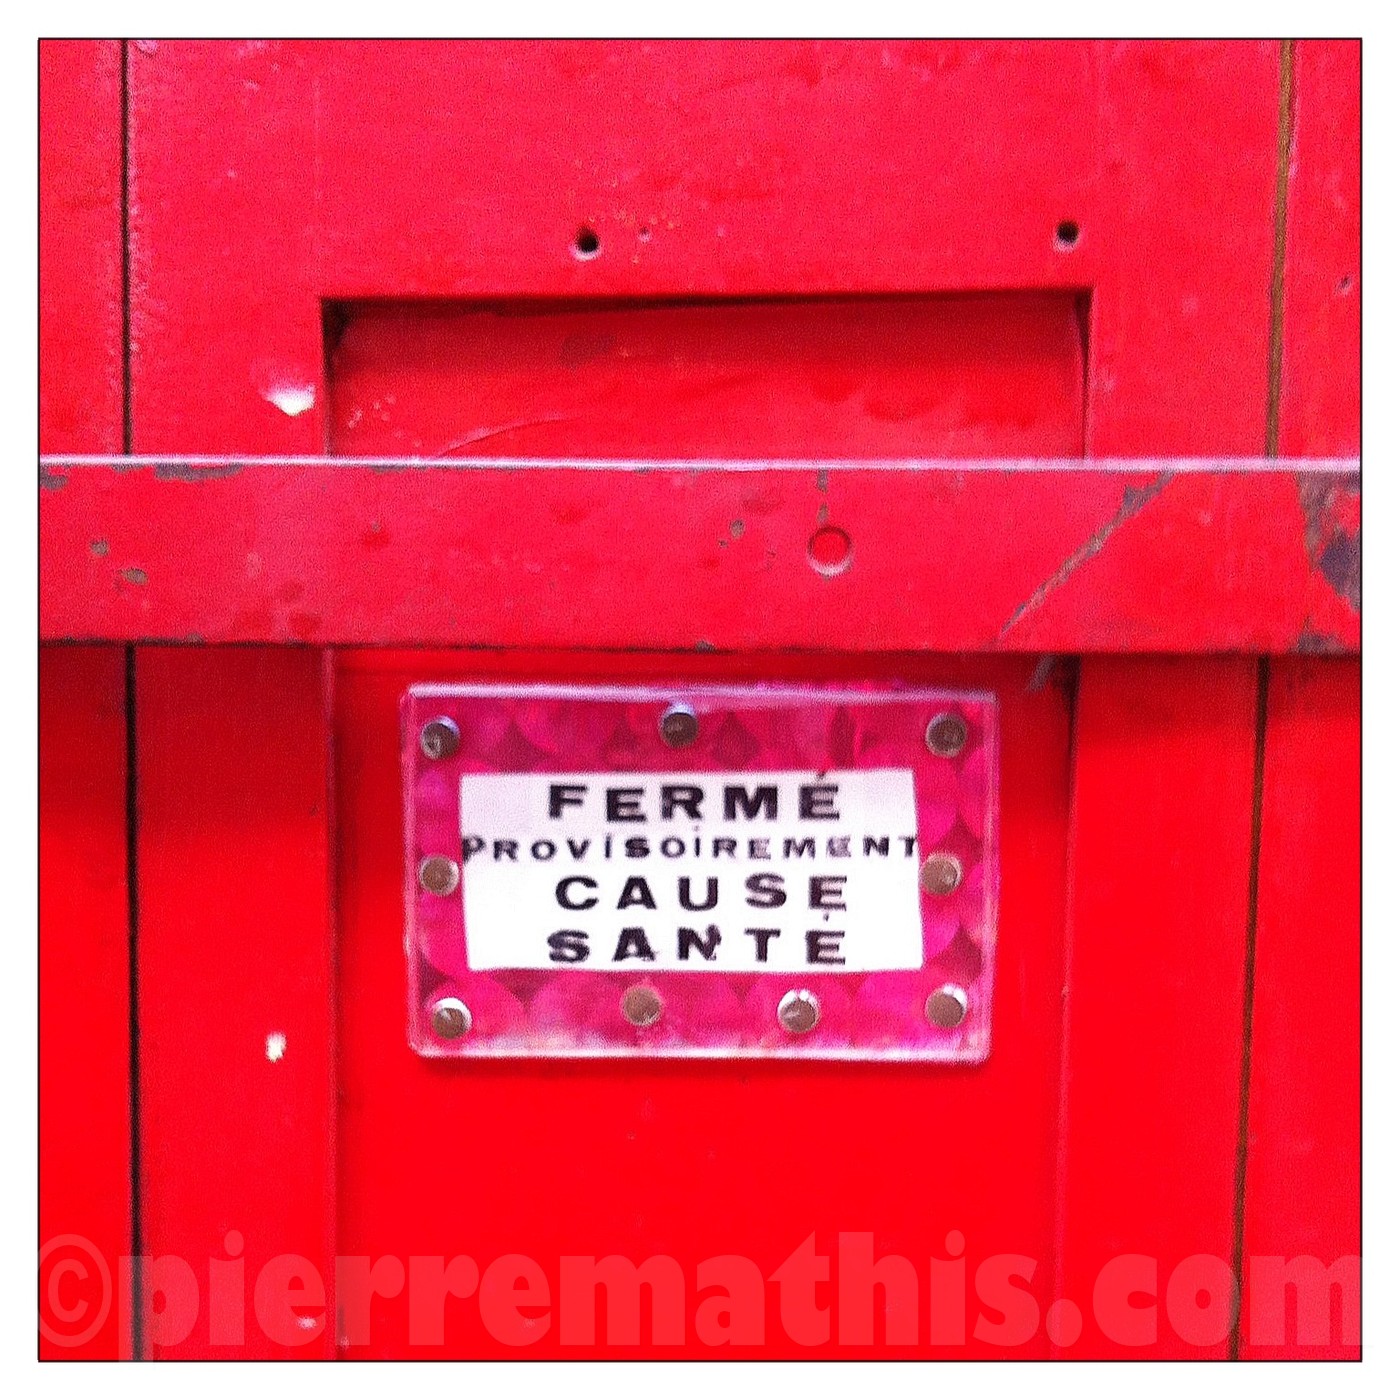 FERMÉ
PROViSOiREMENT
CAUSE
SANTÉ
©pierremathis.com